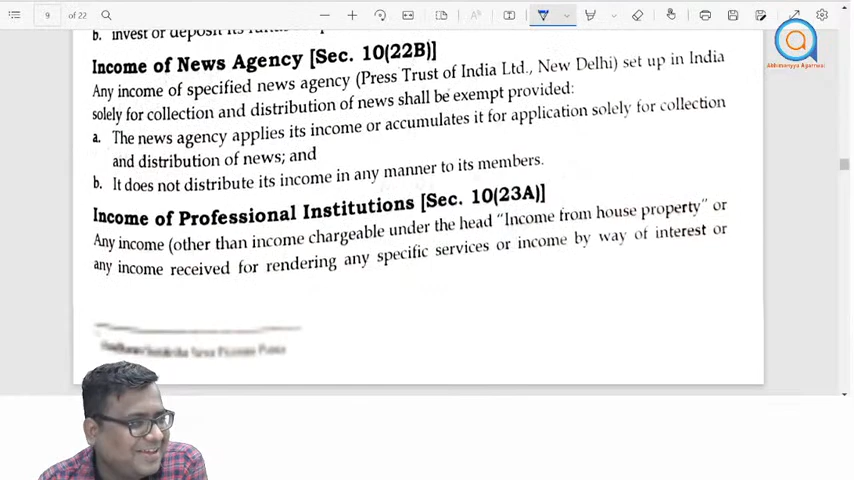 9 of 22
b. invest or deposit its
Income of News Agency [Sec. 10(22B)]
Any income of specified news agency (Press Trust of India Ltd., New Delhi) set up in India
solely for collection and distribution of news shall be exempt provided:
a. The news agency applies its income or accumulates it for application solely for collection
and distribution of news; and
b. It does not distribute its income in any manner to its members.
Income of Professional Institutions [Sec. 10(23A)]
Any income (other than income chargeable under the head “Income from house property” or
any income received for rendering any specific services or income by way of interest or